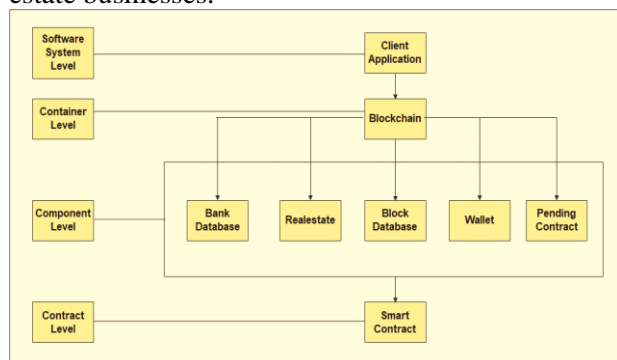 estate businesses.
Software
System
Level
Client
Application
Container
Level
Blockchain
Component
Level
Bank
Database
Realestate
Block
Database
Wallet
Pending
Contract
Contract
Level
Smart
Contract